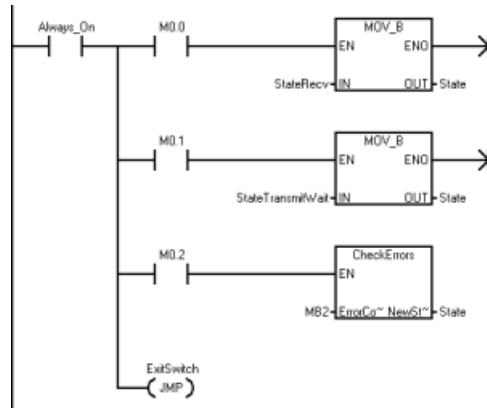 Always_On M0.0 MOV_B
EN ENO
StateRecv IN OUT State
M0.1 MOV_B
EN ENO
StateTransmitWait IN OUT State
M0.2 CheckErrors
EN
MB2 ErrorCo~ NewSt~ State
ExitSwitch
JMP